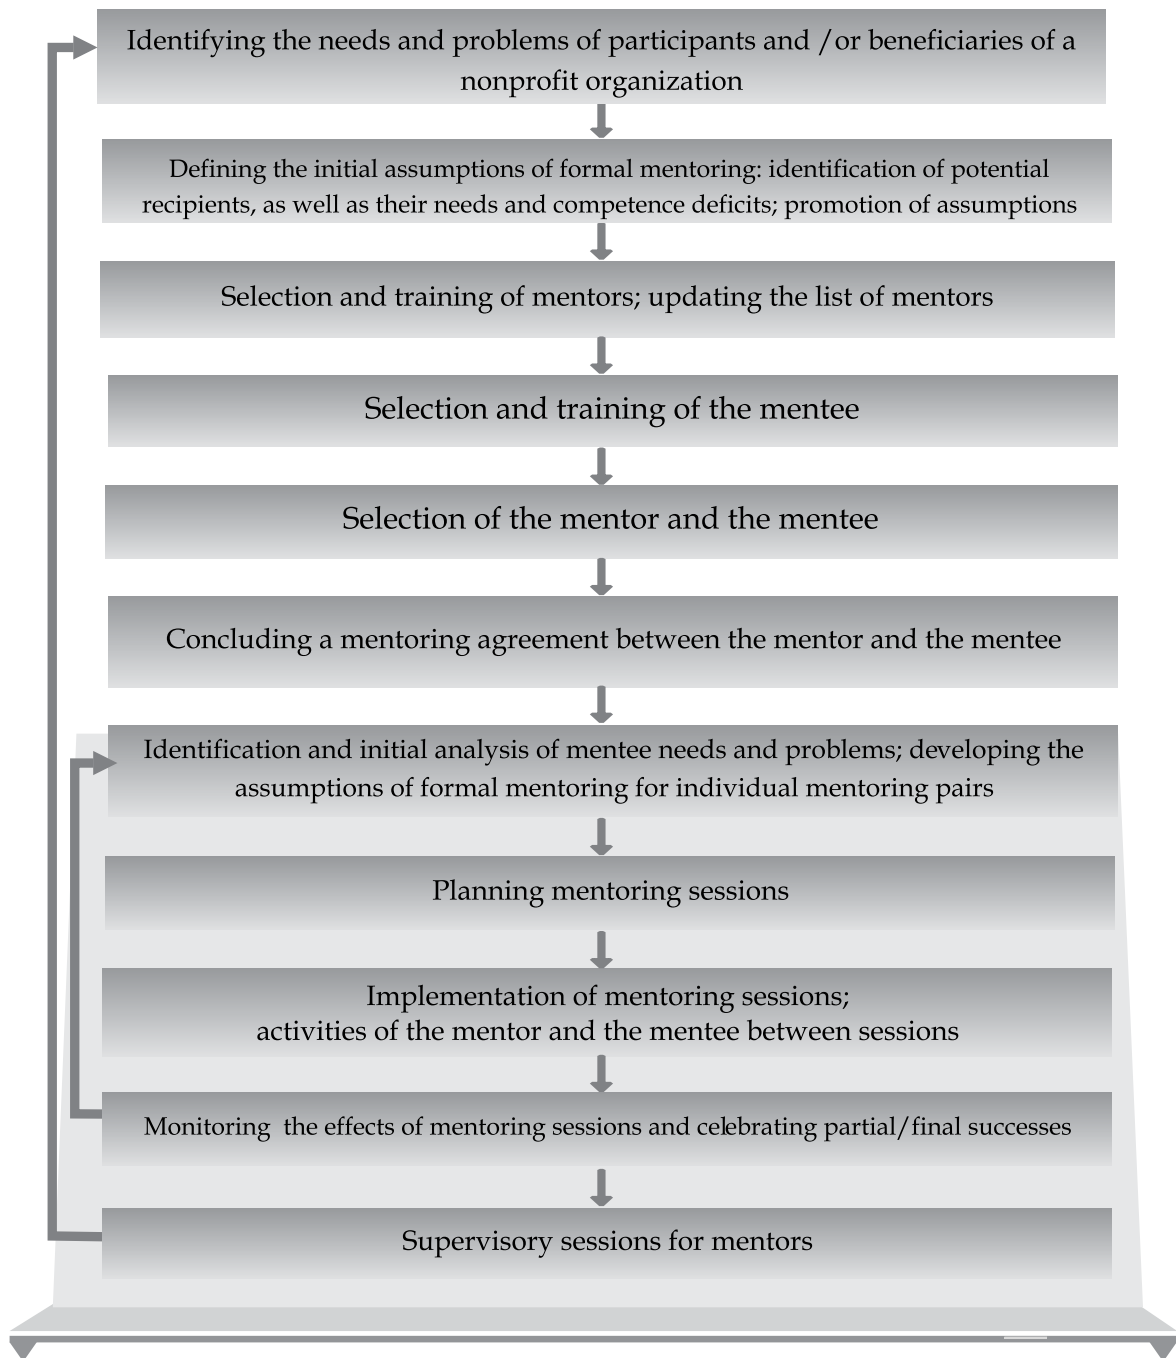 Identifying the needs and problems of participants and /or beneficiaries of a
nonprofit organization
Defining the initial assumptions of formal mentoring: identification of potential
recipients, as well as their needs and competence deficits; promotion of assumptions
Selection and training of mentors; updating the list of mentors
Selection and training of the mentee
Selection of the mentor and the mentee
Concluding a mentoring agreement between the mentor and the mentee
Identification and initial analysis of mentee needs and problems; developing the
assumptions of formal mentoring for individual mentoring pairs
Planning mentoring sessions
Implementation of mentoring sessions;
activities of the mentor and the mentee between sessions
Monitoring the effects of mentoring sessions and celebrating partial/final successes
Supervisory sessions for mentors